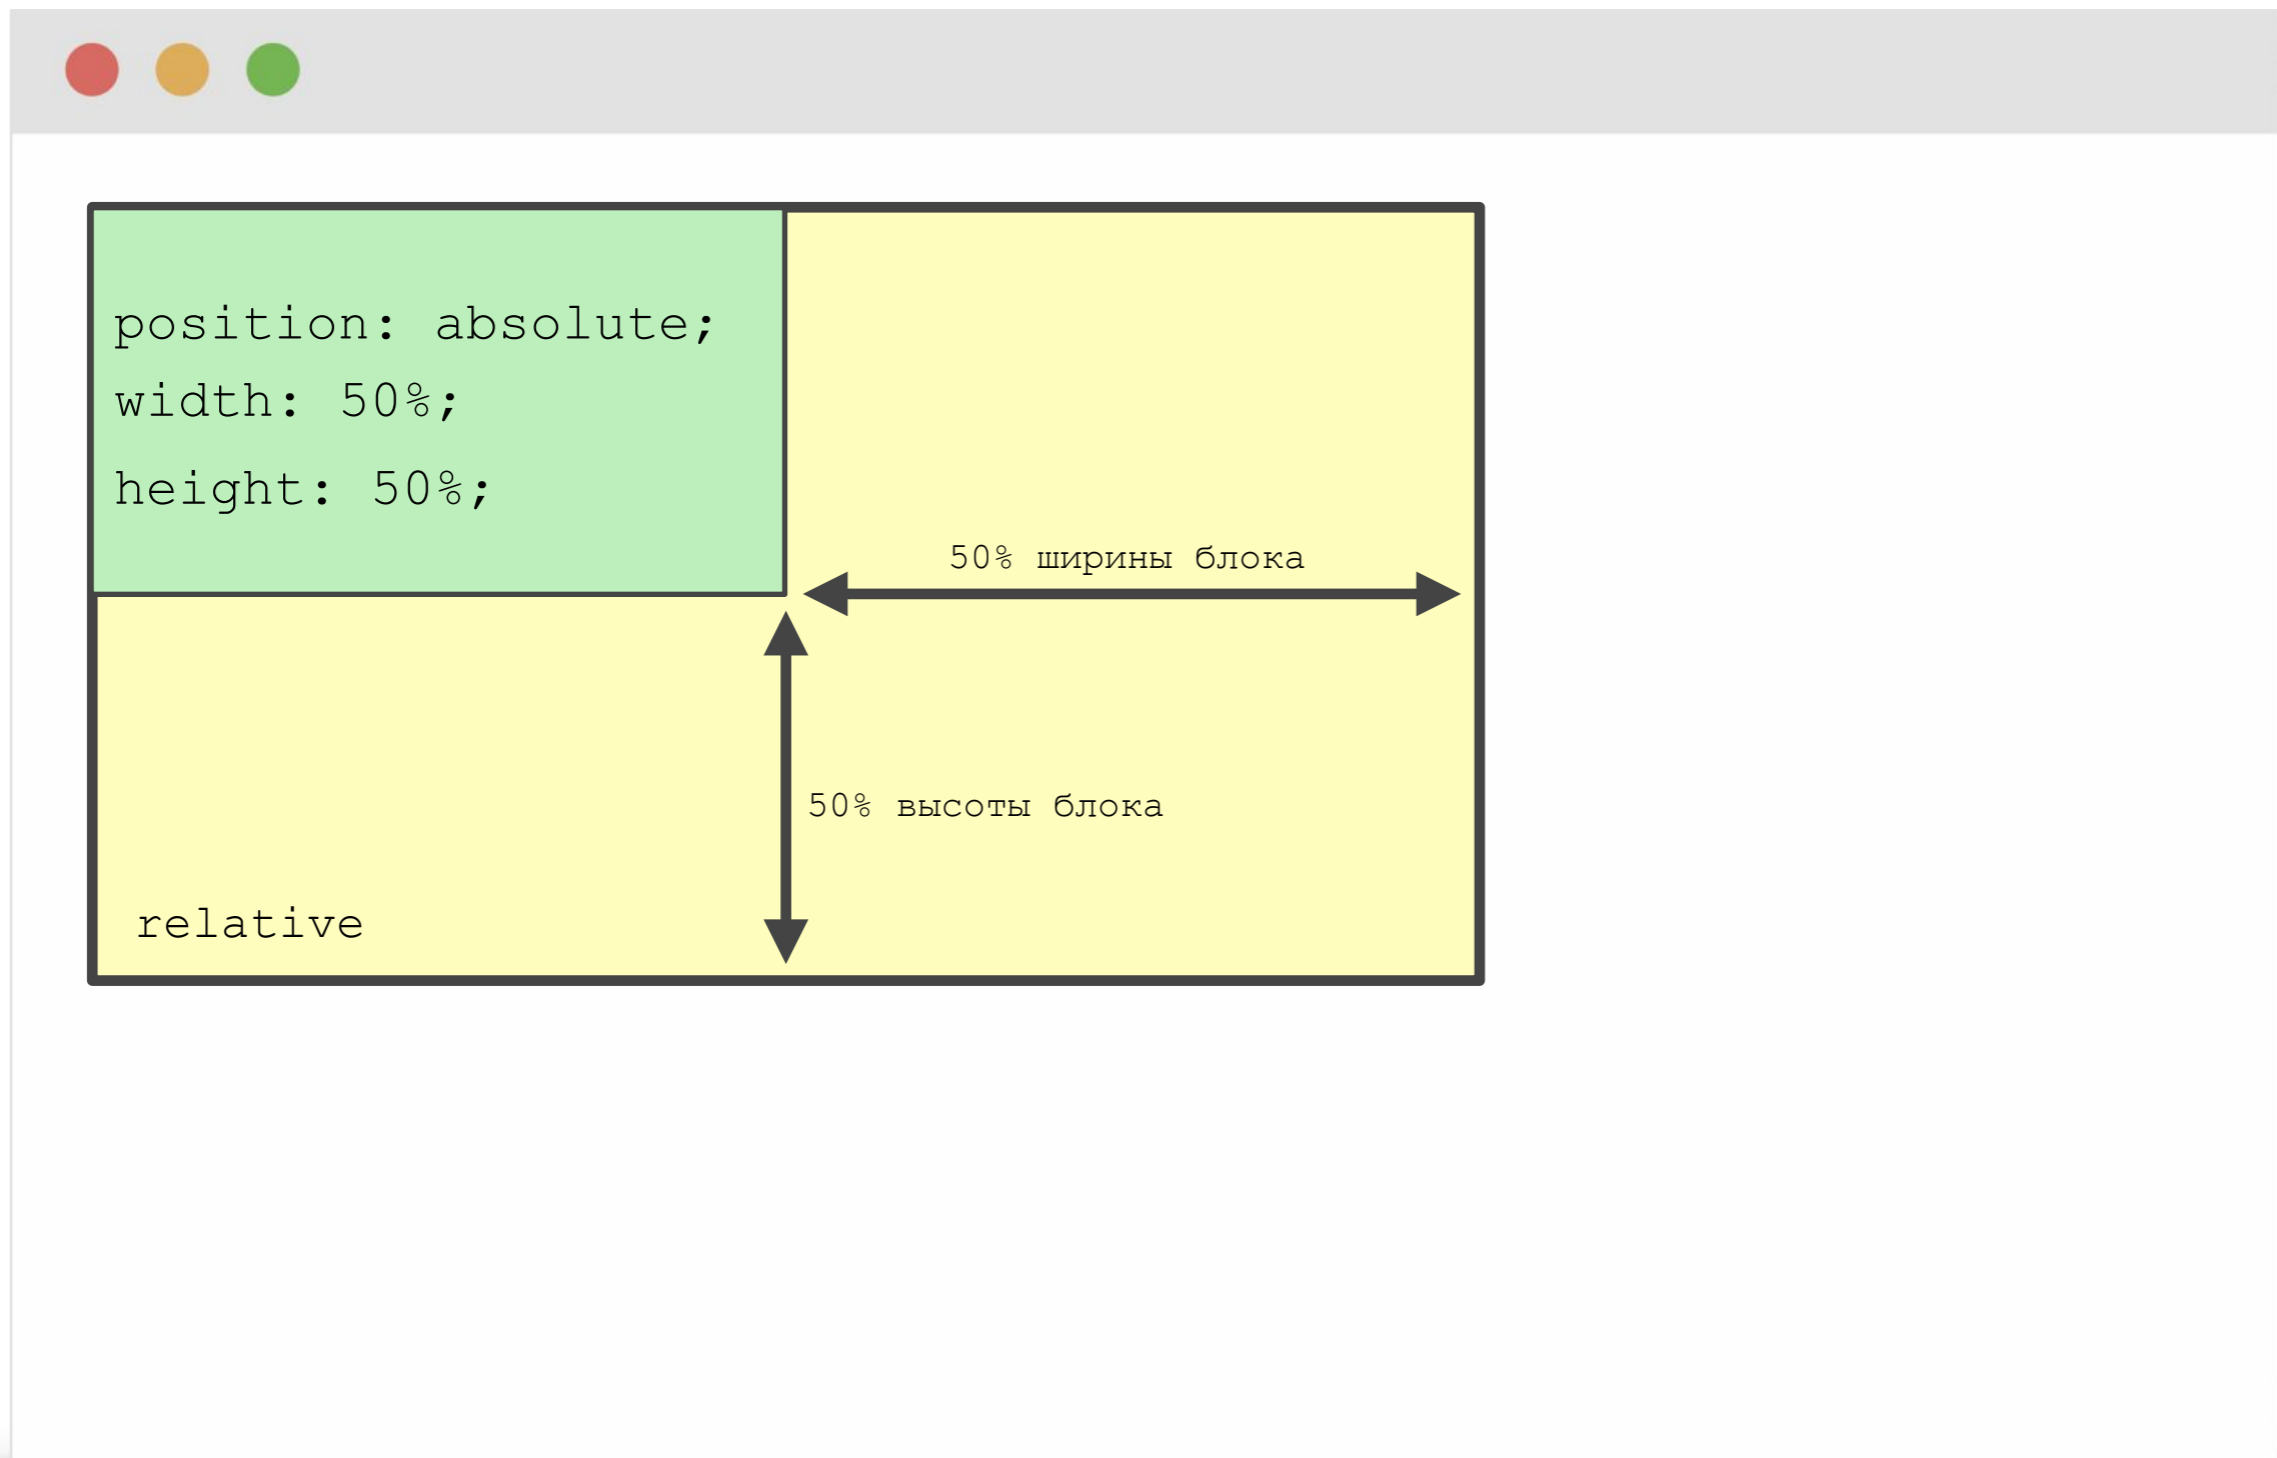 position: absolute;
width: 50%;
height: 50%;
50% ширины блока
50% высоты блока
relative